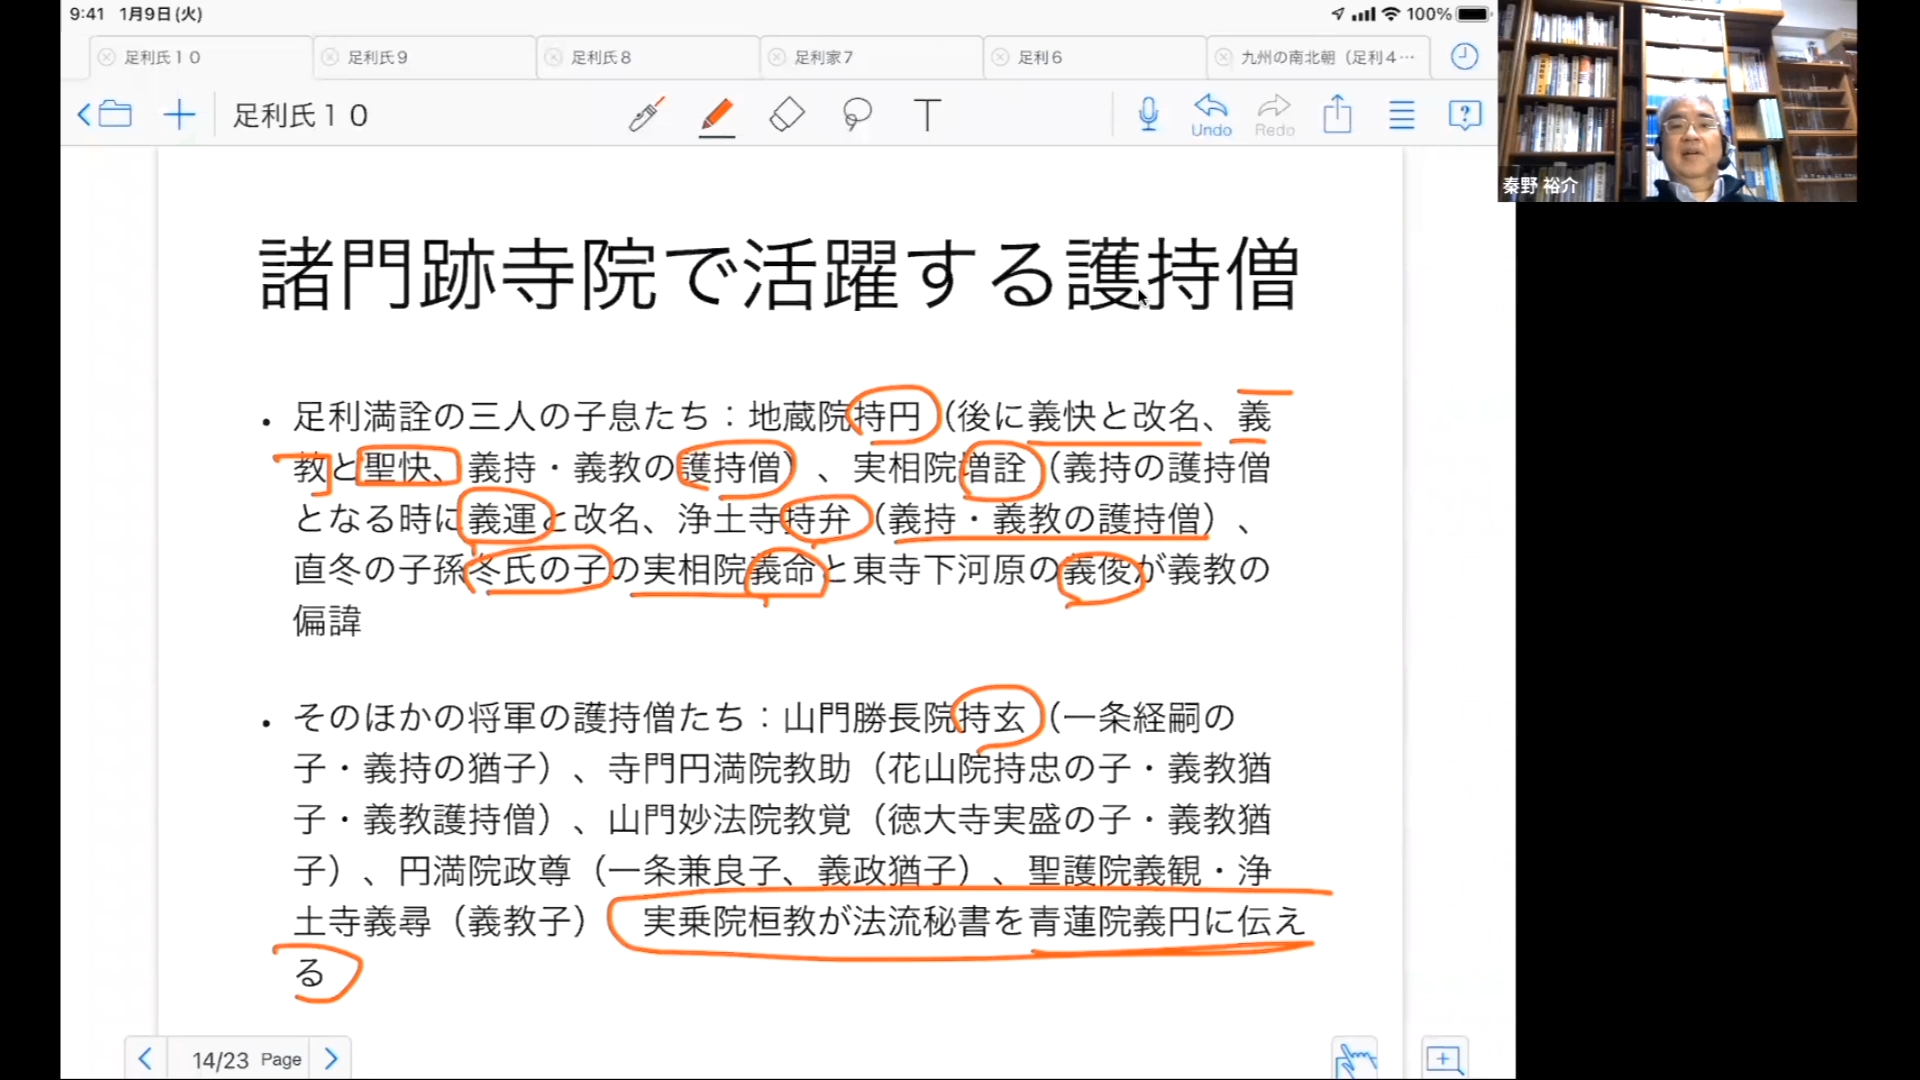 9:41 1月9日(火)
100%
足利氏１０
足利氏９
足利氏８
足利家７
足利６
九州の南北朝（足利４…
足利氏１０
T
Undo
Redo
?
秦野 裕介
諸門跡寺院で活躍する護持僧
• 足利満詮の三人の子息たち：地蔵院持円（後に義快と改名、義
教と聖快、義持・義教の護持僧）、実相院増詮（義持の護持僧
となる時に義運と改名、浄土寺持弁（義持・義教の護持僧）、
直冬の子孫冬氏の子の実相院義命と東寺下河原の義俊が義教の
偏諱
• そのほかの将軍の護持僧たち：山門勝長院持玄（一条経嗣の
子・義持の猶子）、寺門円満院教助（花山院持忠の子・義教猶
子・義教護持僧）、山門妙法院教覚（徳大寺実盛の子・義教猶
子）、円満院政尊（一条兼良子、義政猶子）、聖護院義観・浄
土寺義尋（義教子） 実乗院桓教が法流秘書を青蓮院義円に伝え
る
14/23 Page